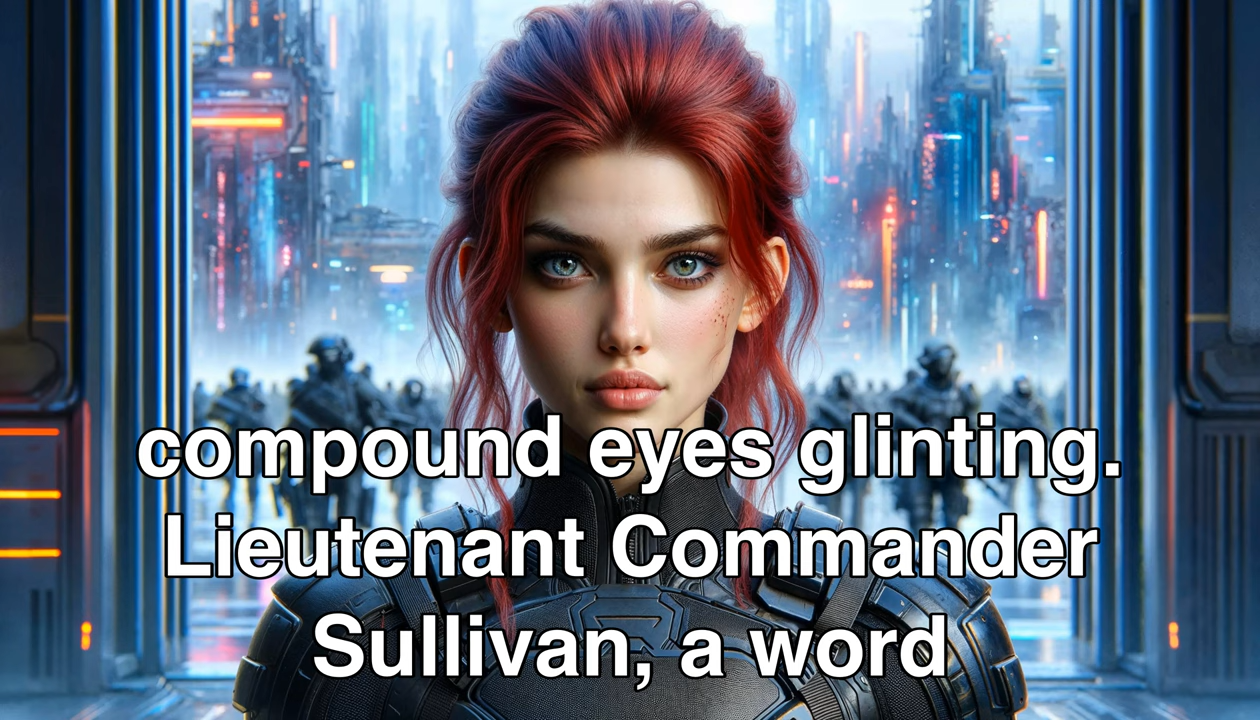 compound eyes glinting.
Lieutenant Commander
Sullivan, a word